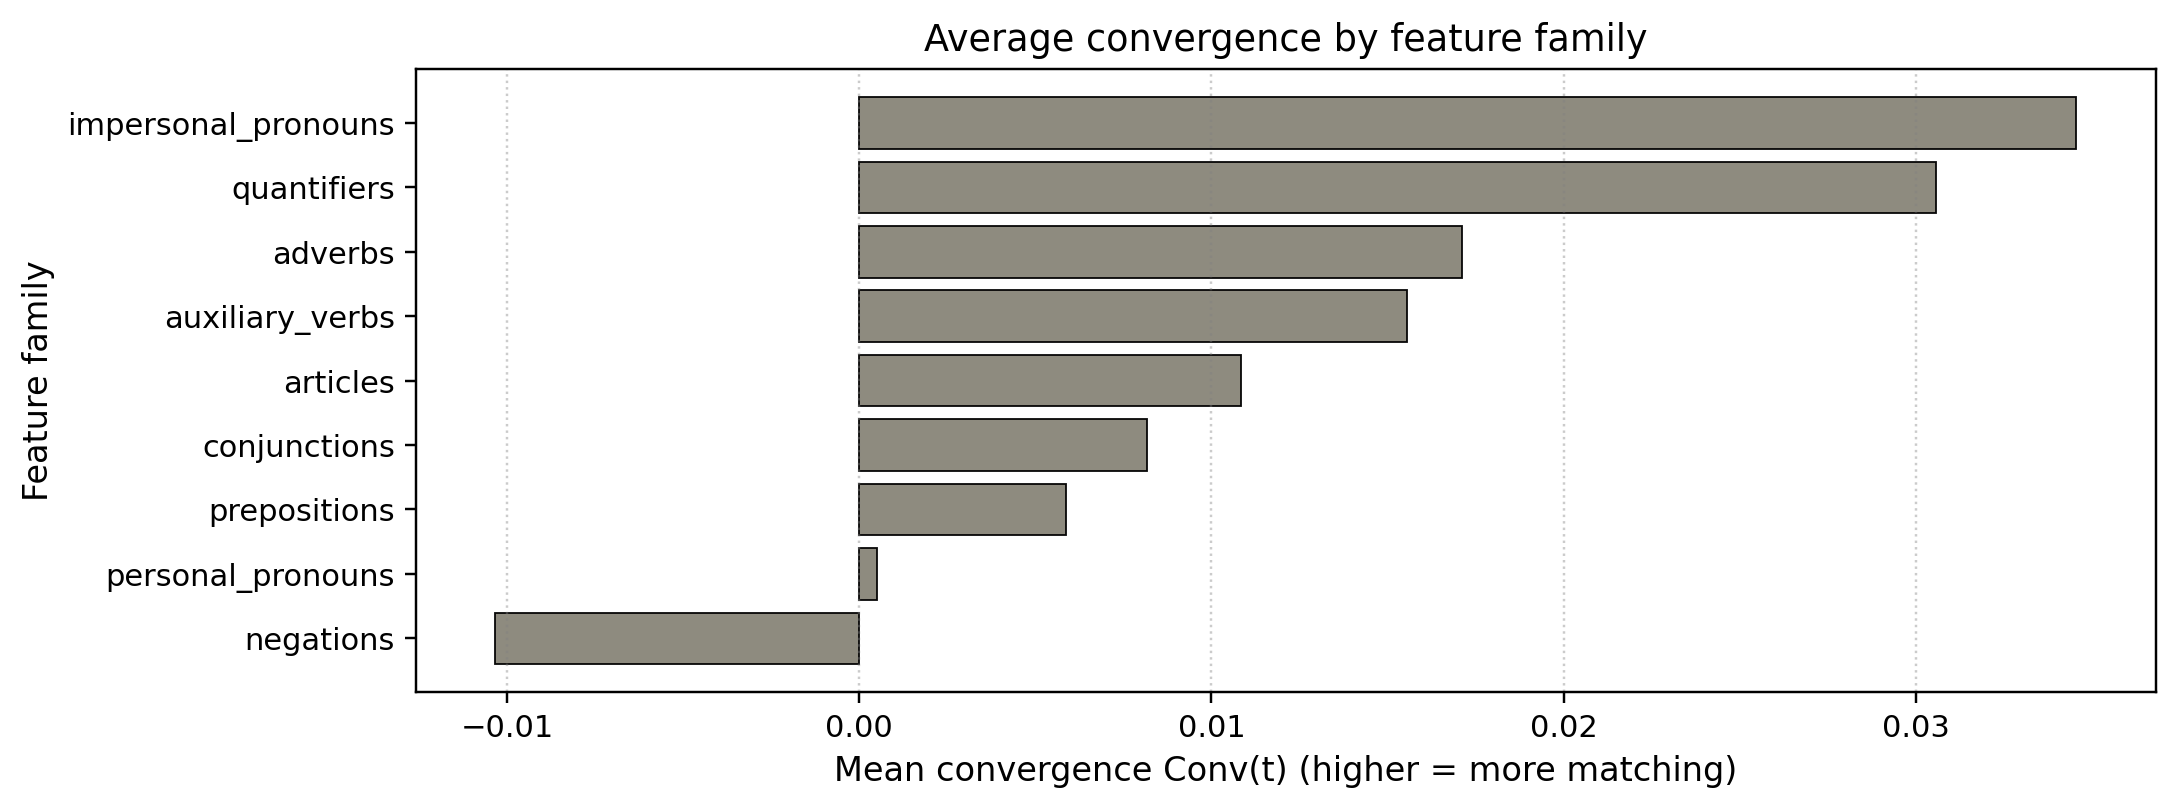 Average convergence by feature family
Feature family
impersonal_pronouns
quantifiers
adverbs
auxiliary_verbs
articles
conjunctions
prepositions
personal_pronouns
negations
−0.01 0.00 0.01 0.02 0.03
Mean convergence Conv(t) (higher = more matching)